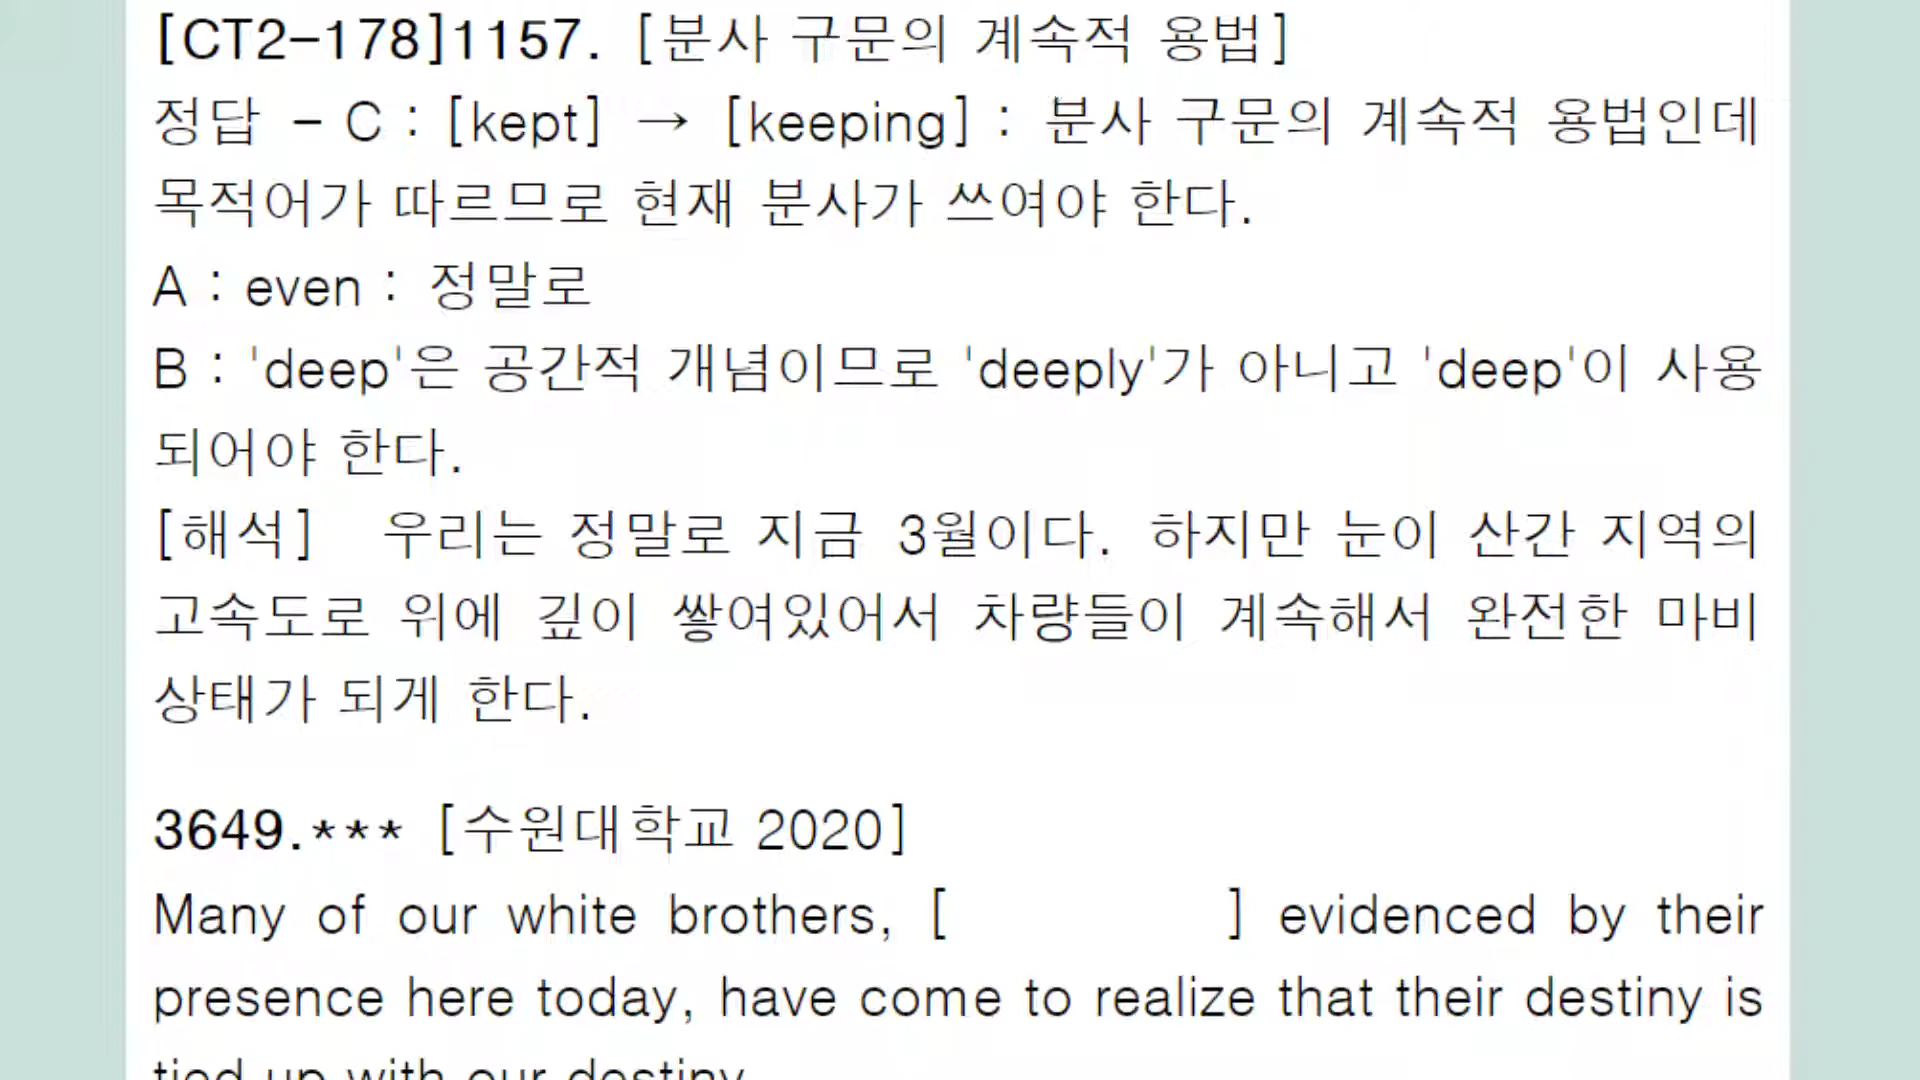 [CT2-178]1157. [분사 구문의 계속적 용법]
정답 - C : [kept] → [keeping] : 분사 구문의 계속적 용법인데
목적어가 따르므로 현재 분사가 쓰여야 한다.
A : even : 정말로
B : 'deep'은 공간적 개념이므로 'deeply'가 아니고 'deep'이 사용
되어야 한다.
[해석] 우리는 정말로 지금 3월이다. 하지만 눈이 산간 지역의
고속도로 위에 깊이 쌓여있어서 차량들이 계속해서 완전한 마비
상태가 되게 한다.
3649.*** [수원대학교 2020]
Many of our white brothers, [ ] evidenced by their
presence here today, have come to realize that their destiny is
tied up with our destiny.